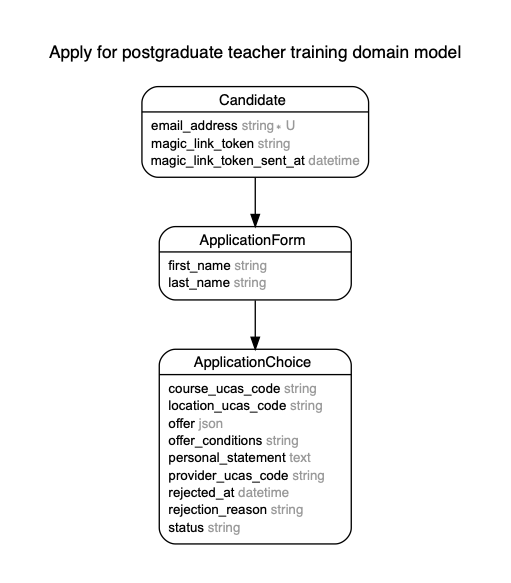 Apply for postgraduate teacher training domain model
Candidate
email_address string ∗ U
magic_link_token string
magic_link_token_sent_at datetime
ApplicationForm
first_name string
last_name string
ApplicationChoice
course_ucas_code string
location_ucas_code string
offer json
offer_conditions string
personal_statement text
provider_ucas_code string
rejected_at datetime
rejection_reason string
status string